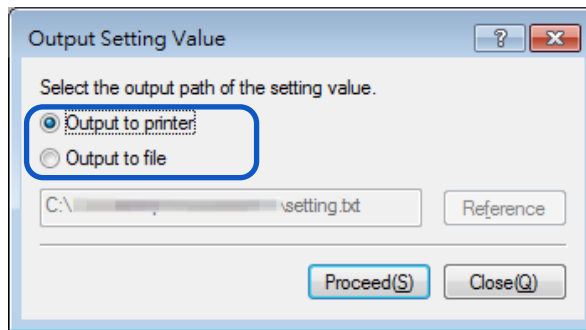 Output Setting Value
Select the output path of the setting value.
Output to printer
Output to file
C:\ \setting.txt Reference
Proceed(S) Close(Q)